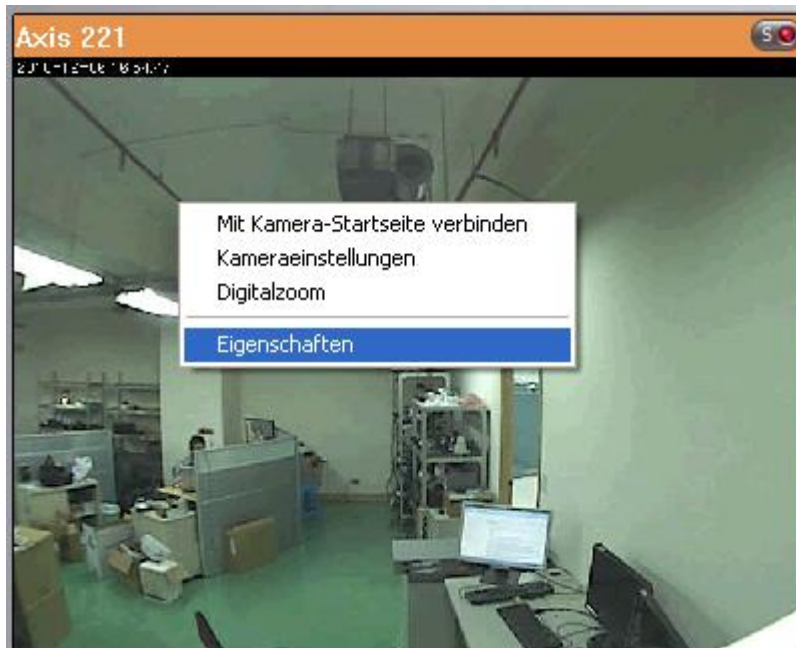 Axis 221
S
Mit Kamera-Startseite verbinden
Kameraeinstellungen
Digitalzoom
Eigenschaften